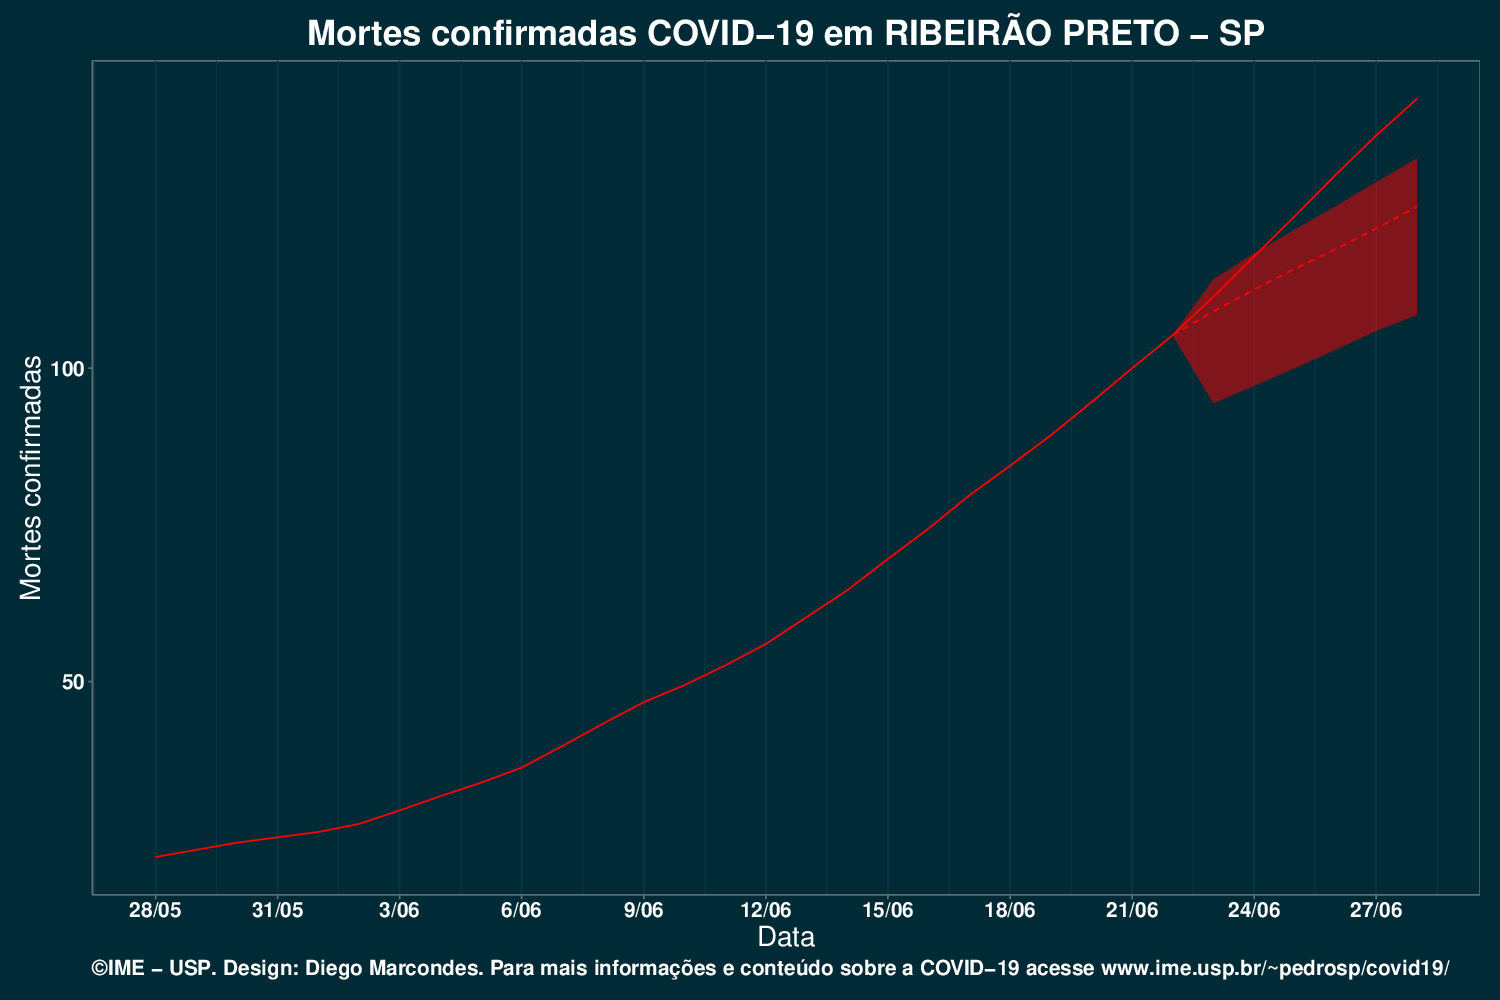 Mortes confirmadas COVID−19 em RIBEIRÃO PRETO − SP
Mortes confirmadas
100
50
28/05 31/05 3/06 6/06 9/06 12/06 15/06 18/06 21/06 24/06 27/06
Data
©IME − USP. Design: Diego Marcondes. Para mais informações e conteúdo sobre a COVID−19 acesse www.ime.usp.br/~pedrosp/covid19/